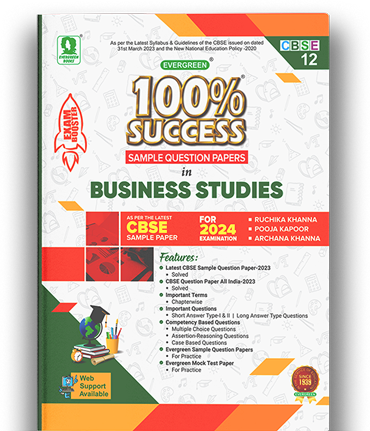 As per the Latest Syllabus & Guidelines of the CBSE issued on dated
31st March 2023 and the New National Education Policy -2020
EVERGREEN BOOKS
CBSE
12
EVERGREEN
100%
SUCCESS
SAMPLE QUESTION PAPERS
in
BUSINESS STUDIES
EXAM
BOOSTER
AS PER THE LATEST
CBSE
SAMPLE PAPER
FOR
2024
EXAMINATION
• RUCHIKA KHANNA
• POOJA KAPOOR
• ARCHANA KHANNA
Features:
• Latest CBSE Sample Question Paper-2023
• Solved
• CBSE Question Paper All India-2023
• Solved
• Important Terms
• Chapterwise
• Important Questions
• Short Answer Type-I & II | Long Answer Type Questions
• Competency Based Questions
• Multiple Choice Questions
• Assertion-Reasoning Questions
• Case Based Questions
• Evergreen Sample Question Papers
• For Practice
• Evergreen Mock Test Paper
• For Practice
Web
Support
Available
SINCE
1939